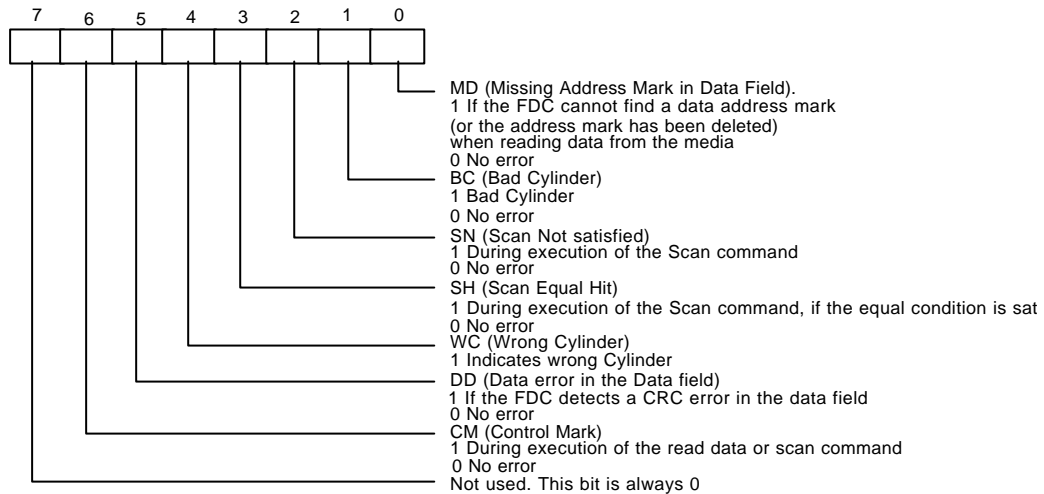 7 6 5 4 3 2 1 0
MD (Missing Address Mark in Data Field).
1 If the FDC cannot find a data address mark
(or the address mark has been deleted)
when reading data from the media
0 No error
BC (Bad Cylinder)
1 Bad Cylinder
0 No error
SN (Scan Not satisfied)
1 During execution of the Scan command
0 No error
SH (Scan Equal Hit)
1 During execution of the Scan command, if the equal condition is sat
0 No error
WC (Wrong Cylinder)
1 Indicates wrong Cylinder
DD (Data error in the Data field)
1 If the FDC detects a CRC error in the data field
0 No error
CM (Control Mark)
1 During execution of the read data or scan command
0 No error
Not used. This bit is always 0